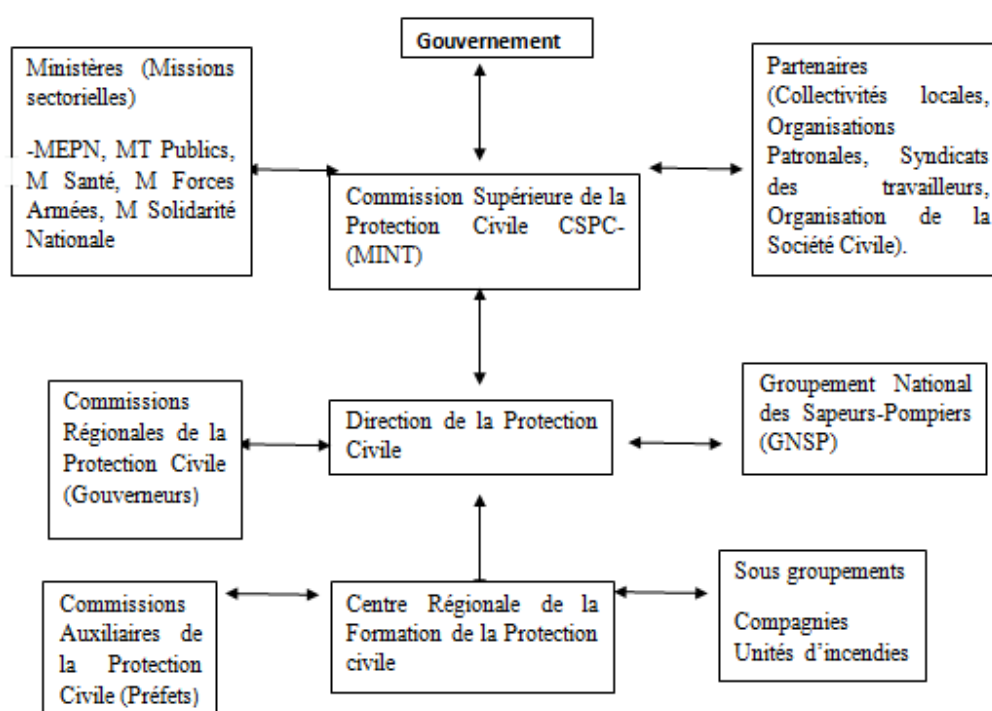 Gouvernement
Ministères (Missions
sectorielles)
-MEPN, MT Publics,
M Santé, M Forces
Armées, M Solidarité
Nationale
Partenaires
(Collectivités locales,
Organisations
Patronales, Syndicats
des travailleurs,
Organisation de la
Société Civile).
Commission Supérieure de la
Protection Civile CSPC-
(MINT)
Commissions
Régionales de la
Protection Civile
(Gouverneurs)
Direction de la Protection
Civile
Groupement National
des Sapeurs-Pompiers
(GNSP)
Commissions
Auxiliaires de
la Protection
Civile (Préfets)
Centre Régionale de la
Formation de la Protection
civile
Sous groupements
Compagnies
Unités d’incendies